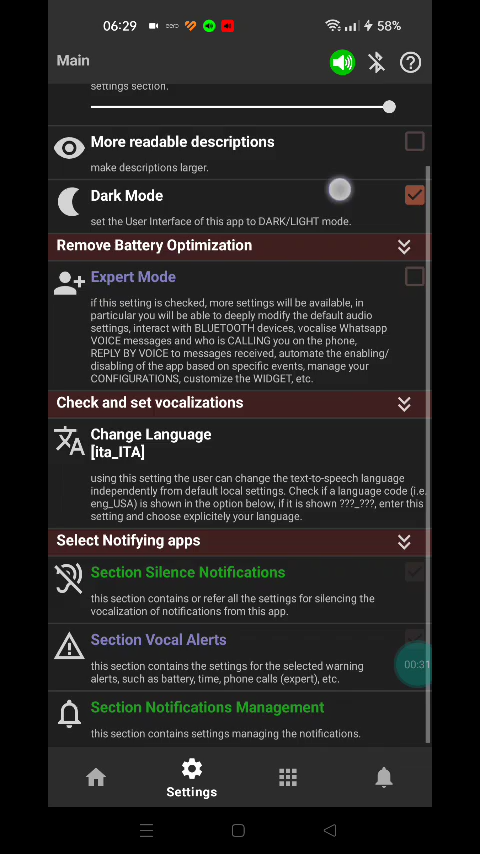 06:29
eero
58%
Main
settings section.
More readable descriptions
make descriptions larger.
Dark Mode
set the User Interface of this app to DARK/LIGHT mode.
Remove Battery Optimization
Expert Mode
if this setting is checked, more settings will be available, in
particular you will be able to deeply modify the default audio
settings, interact with BLUETOOTH devices, vocalise Whatsapp
VOICE messages and who is CALLING you on the phone,
REPLY BY VOICE to messages received, automate the enabling/
disabling of the app based on specific events, manage your
CONFIGURATIONS, customize the WIDGET, etc.
Check and set vocalizations
Change Language
[ita_ITA]
using this setting the user can change the text-to-speech language
independently from default local settings. Check if a language code (i.e.
eng_USA) is shown in the option below, if it is shown ???_???, enter this
setting and choose explicitely your language.
Select Notifying apps
Section Silence Notifications
this section contains or refer all the settings for silencing the
vocalization of notifications from this app.
Section Vocal Alerts
this section contains the settings for the selected warning
alerts, such as battery, time, phone calls (expert), etc.
00:31
Section Notifications Management
this section contains settings managing the notifications.
Settings